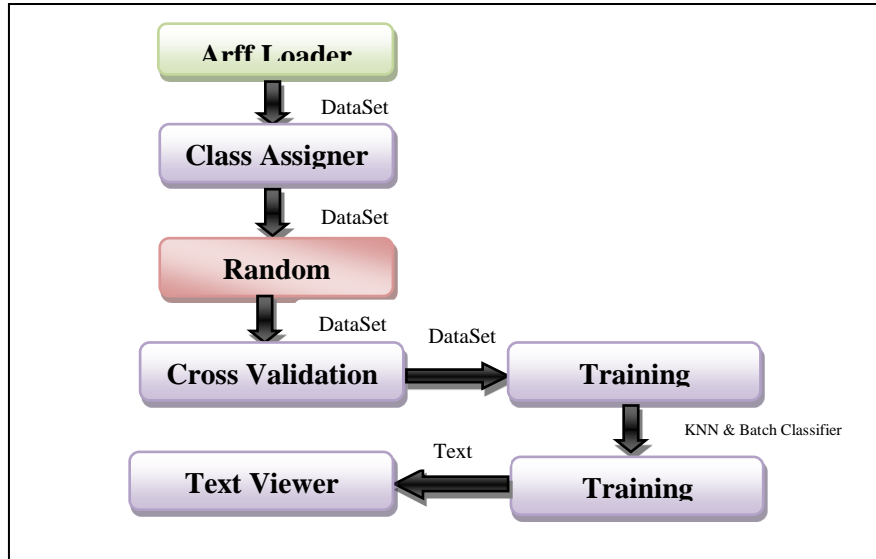 Arff Loader
DataSet
Class Assigner
DataSet
Random
DataSet
DataSet
Cross Validation
Training
KNN & Batch Classifier
Text
Text Viewer
Training